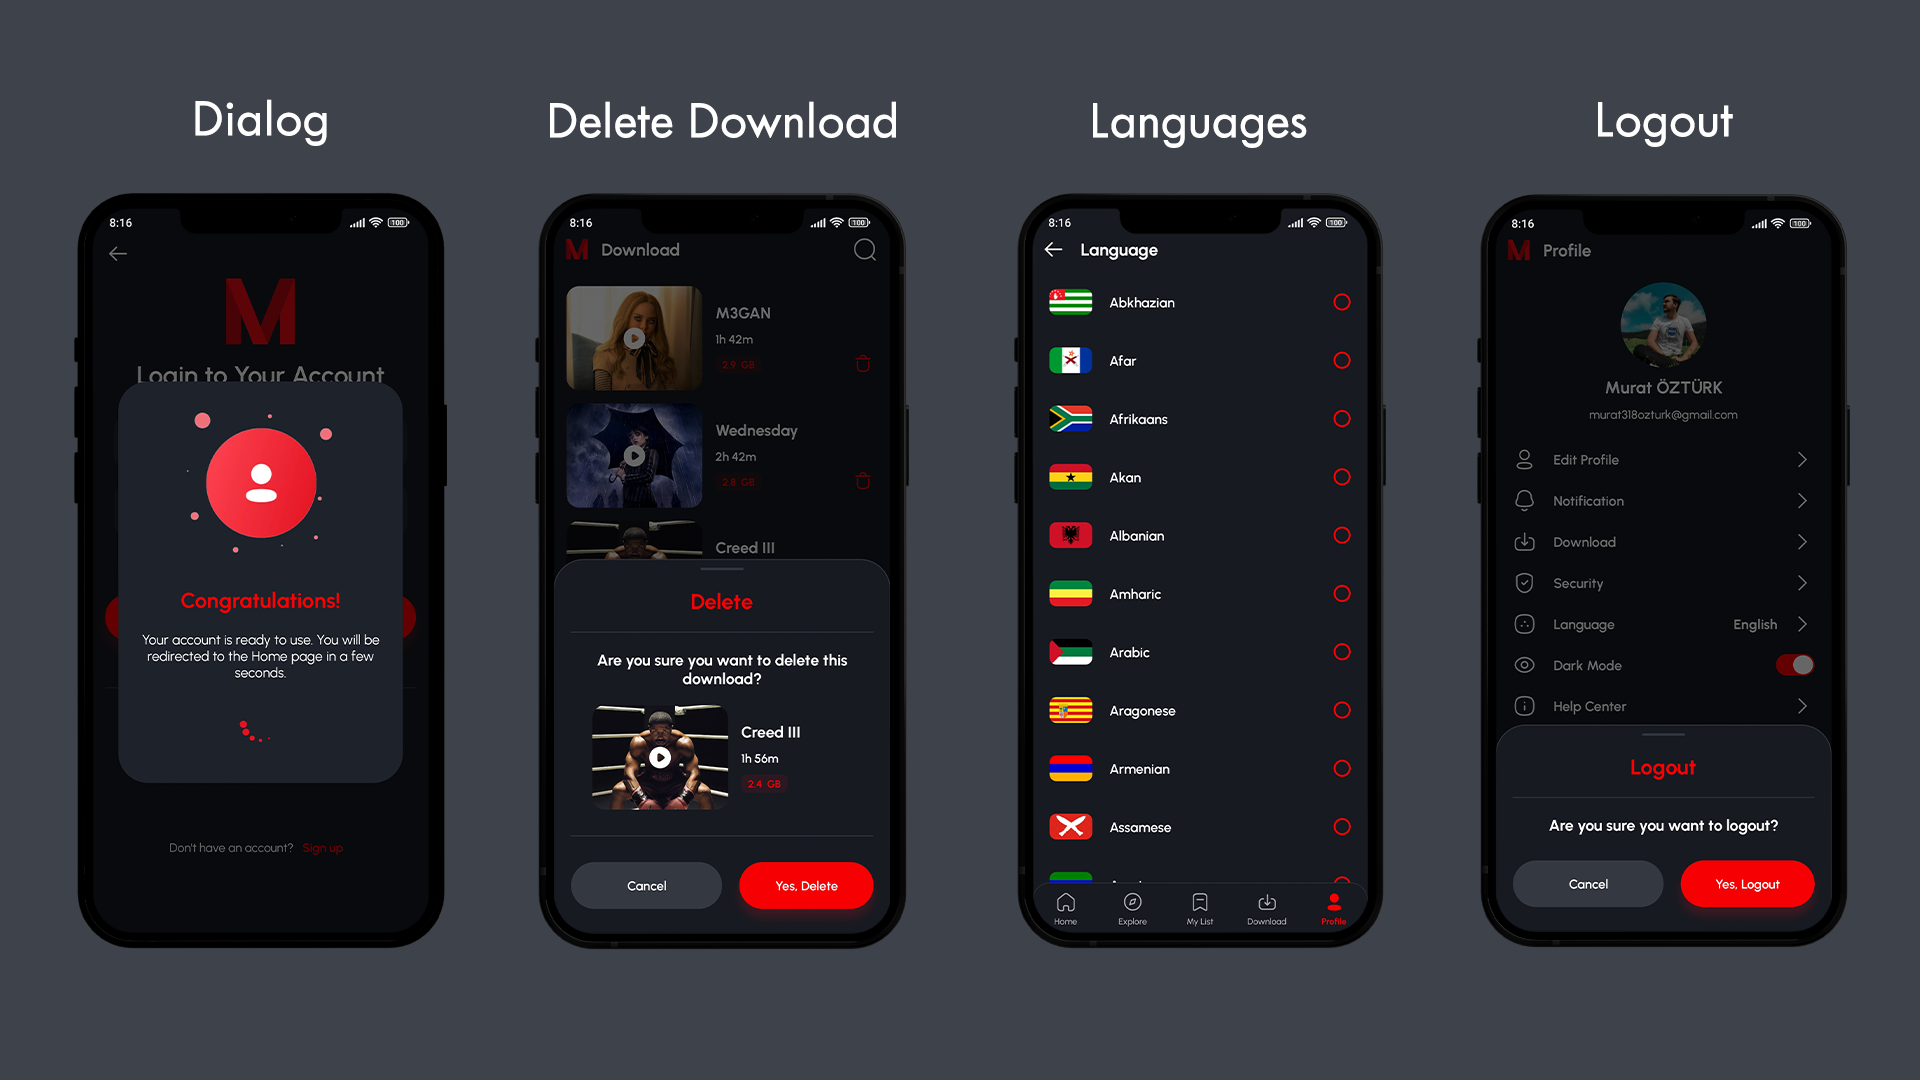 Dialog
8:16
100
M
Login to Your Account
Congratulations!
Your account is ready to use. You will be
redirected to the Home page in a few
seconds.
Don't have an account? Sign up
Delete Download
8:16
100
M Download
M3GAN
1h 42m
2.9 GB
Wednesday
2h 42m
2.8 GB
Creed III
Delete
Are you sure you want to delete this
download?
Creed III
1h 56m
2.4 GB
Cancel
Yes, Delete
Languages
8:16
100
Language
Abkhazian
Afar
Afrikaans
Akan
Albanian
Amharic
Arabic
Aragonese
Armenian
Assamese
Home
Explore
My List
Download
Profile
Logout
8:16
100
M Profile
Murat ÖZTÜRK
murat318ozturk@gmail.com
Edit Profile
Notification
Download
Security
Language English
Dark Mode
Help Center
Logout
Are you sure you want to logout?
Cancel
Yes, Logout